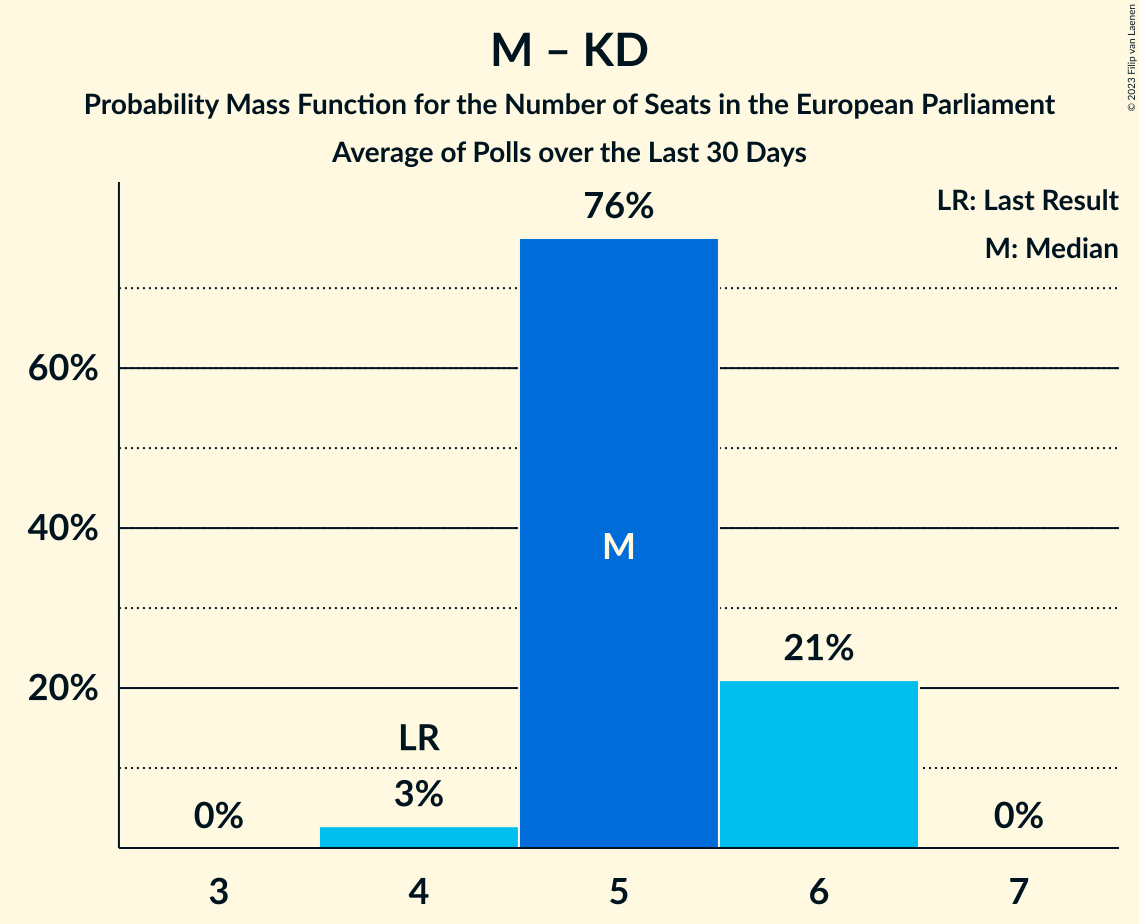 M – KD
Probability Mass Function for the Number of Seats in the European Parliament
Average of Polls over the Last 30 Days
© 2023 Filip van Laenen
LR: Last Result
M: Median
76%
60%
40%
M
21%
20%
LR
3%
0%
0%
3 4 5 6 7